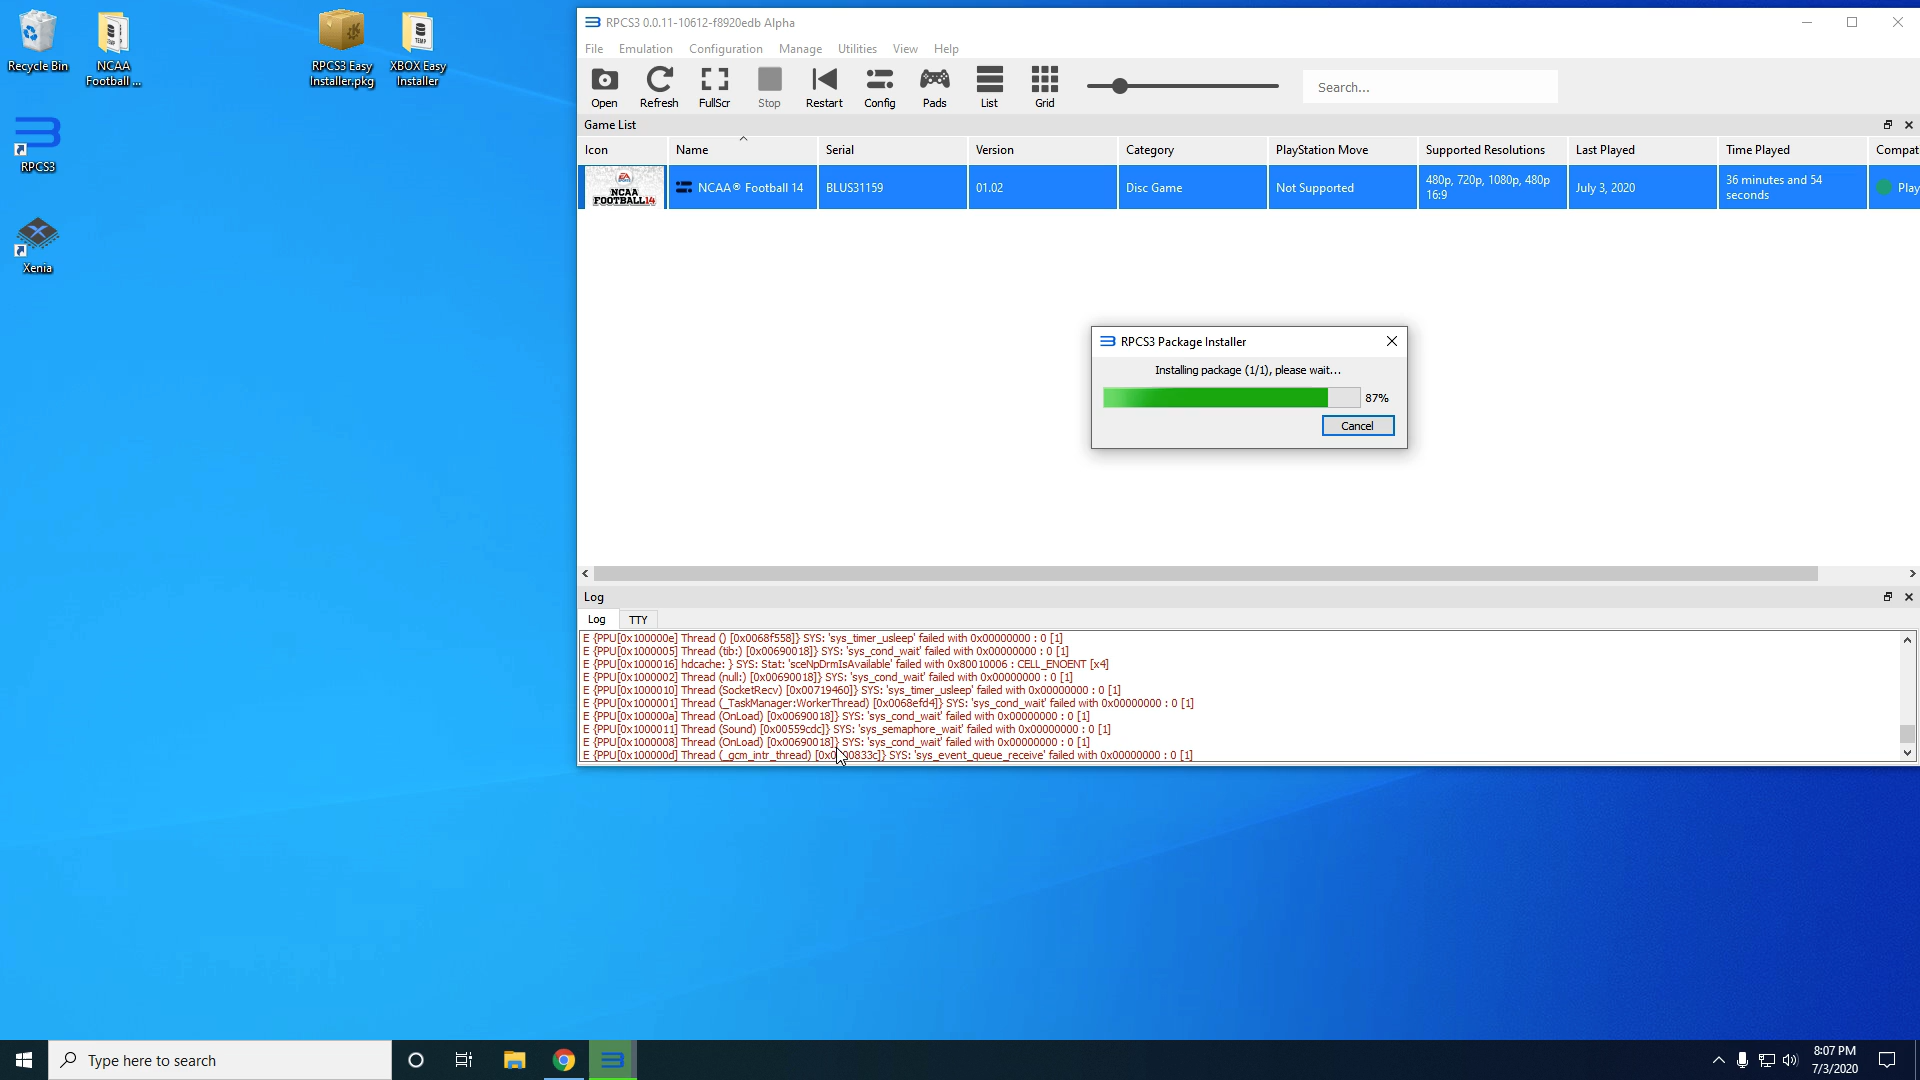 Recycle Bin
NCAA
Football ...
RPCS3 Easy
Installer.pkg
XBOX Easy
Installer
RPCS3
Xenia
RPCS3 0.0.11-10612-f8920edb Alpha
File Emulation Configuration Manage Utilities View Help
Open Refresh FullScr Stop Restart Config Pads List Grid
Search...
Game List
Icon Name Serial Version Category PlayStation Move Supported Resolutions Last Played Time Played Compat
EA
NCAA
FOOTBALL14
NCAA® Football 14 BLUS31159 01.02 Disc Game Not Supported 480p, 720p, 1080p, 480p July 3, 2020 36 minutes and 54 Play
16:9 seconds
RPCS3 Package Installer
Installing package (1/1), please wait...
87%
Cancel
Log
Log TTY
E {PPU[0x100000e] Thread () [0x0068f558]} SYS: 'sys_timer_usleep' failed with 0x00000000 : 0 [1]
E {PPU[0x1000005] Thread (tib:) [0x00690018]} SYS: 'sys_cond_wait' failed with 0x00000000 : 0 [1]
E {PPU[0x1000016] hdcache: } SYS: Stat: 'sceNpDrmIsAvailable' failed with 0x80010006 : CELL_ENOENT [x4]
E {PPU[0x1000002] Thread (null:) [0x00690018]} SYS: 'sys_cond_wait' failed with 0x00000000 : 0 [1]
E {PPU[0x1000010] Thread (SocketRecv) [0x00719460]} SYS: 'sys_timer_usleep' failed with 0x00000000 : 0 [1]
E {PPU[0x1000001] Thread (_TaskManager:WorkerThread) [0x0068efd4]} SYS: 'sys_cond_wait' failed with 0x00000000 : 0 [1]
E {PPU[0x100000a] Thread (OnLoad) [0x00690018]} SYS: 'sys_cond_wait' failed with 0x00000000 : 0 [1]
E {PPU[0x1000011] Thread (Sound) [0x00559cdc]} SYS: 'sys_semaphore_wait' failed with 0x00000000 : 0 [1]
E {PPU[0x1000008] Thread (OnLoad) [0x00690018]} SYS: 'sys_cond_wait' failed with 0x00000000 : 0 [1]
E {PPU[0x100000d] Thread (_gcm_intr_thread) SYS: 'sys_event_queue_receive' failed with 0x00000000 : 0 [1]
Type here to search
8:07 PM
7/3/2020